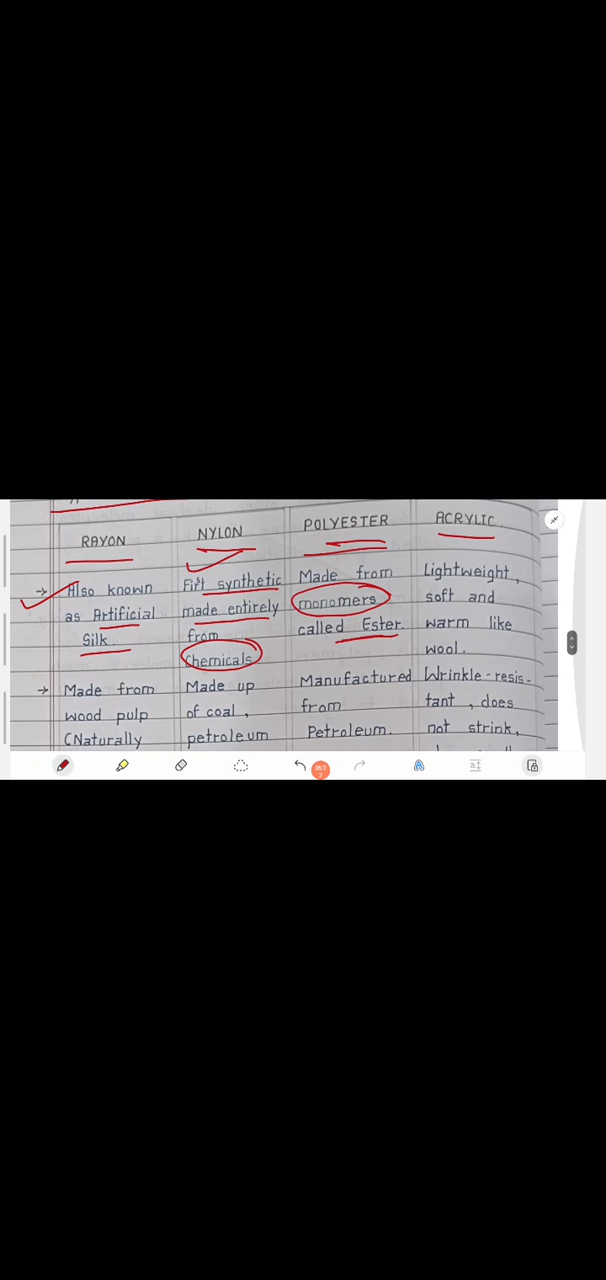 RAYON NYLON POLYESTER ACRYLIC
→ Also known
as Artificial
Silk.
Firt synthetic
made entirely
from
chemicals
Made from
monomers
called Ester.
Lightweight,
soft and
warm like
wool.
→ Made from
wood pulp
(Naturally
Made up
of coal,
petroleum
Manufactured
from
Petroleum.
Wrinkle-resis-
tant, does
not strink,